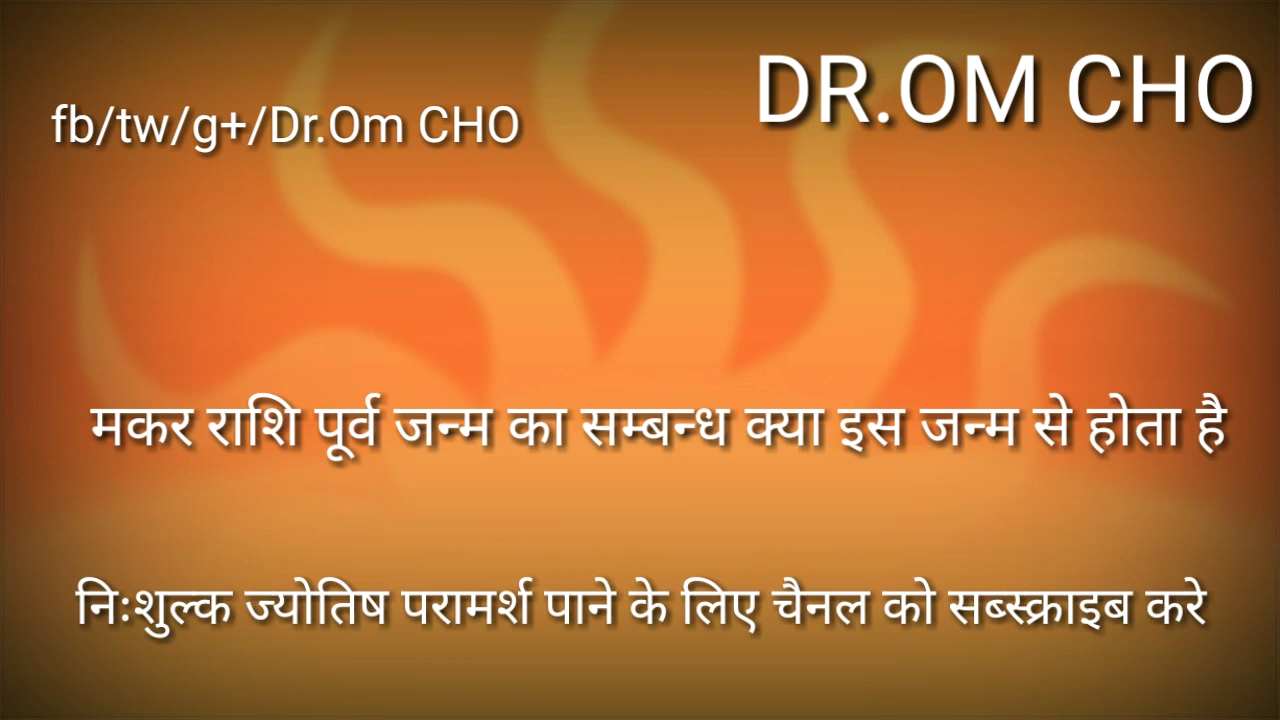 DR.OM CHO
fb/tw/g+/Dr.Om CHO
मकर राशि पूर्व जन्म का सम्बन्ध क्या इस जन्म से होता है
निःशुल्क ज्योतिष परामर्श पाने के लिए चैनल को सब्स्क्राइब करे